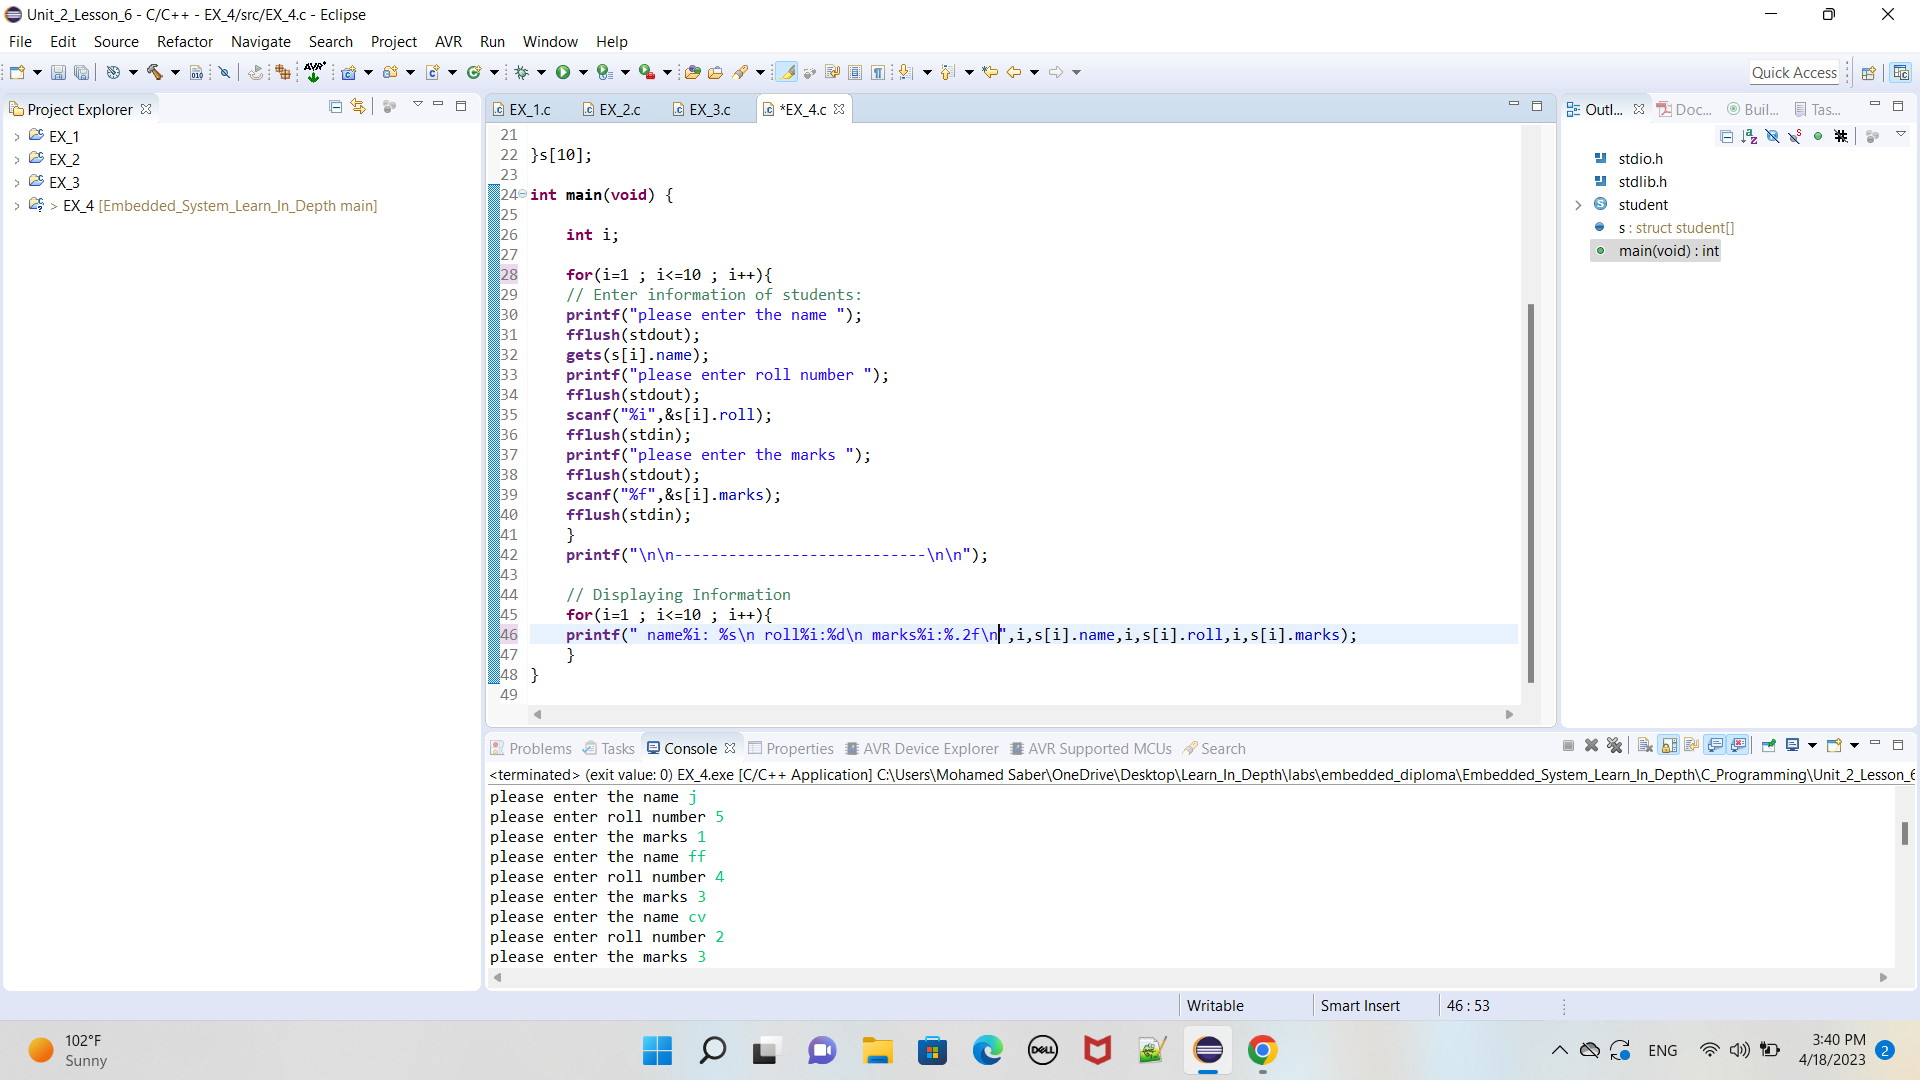 Unit_2_Lesson_6 - C/C++ - EX_4/src/EX_4.c - Eclipse
File Edit Source Refactor Navigate Search Project AVR Run Window Help
Quick Access
Project Explorer
EX_1
EX_2
EX_3
> EX_4 [Embedded_System_Learn_In_Depth main]
EX_1.c EX_2.c EX_3.c *EX_4.c
21
22 }s[10];
23
24 int main(void) {
25
26 int i;
27
28 for(i=1 ; i<=10 ; i++){
29 // Enter information of students:
30 printf("please enter the name ");
31 fflush(stdout);
32 gets(s[i].name);
33 printf("please enter roll number ");
34 fflush(stdout);
35 scanf("%i",&s[i].roll);
36 fflush(stdin);
37 printf("please enter the marks ");
38 fflush(stdout);
39 scanf("%f",&s[i].marks);
40 fflush(stdin);
41 }
42 printf("\n\n----------------------------\n\n");
43
44 // Displaying Information
45 for(i=1 ; i<=10 ; i++){
46 printf(" name%i: %s\n roll%i:%d\n marks%i:%.2f\n",i,s[i].name,i,s[i].roll,i,s[i].marks);
47 }
48 }
49
Outl... Doc... Buil... Tas...
stdio.h
stdlib.h
student
s : struct student[]
main(void) : int
Problems Tasks Console Properties AVR Device Explorer AVR Supported MCUs Search
<terminated> (exit value: 0) EX_4.exe [C/C++ Application] C:\Users\Mohamed Saber\OneDrive\Desktop\Learn_In_Depth\labs\embedded_diploma\Embedded_System_Learn_In_Depth\C_Programming\Unit_2_Lesson_6
please enter the name j
please enter roll number 5
please enter the marks 1
please enter the name ff
please enter roll number 4
please enter the marks 3
please enter the name cv
please enter roll number 2
please enter the marks 3
Writable Smart Insert 46 : 53
102°F
Sunny
DELL
ENG
3:40 PM
4/18/2023
2